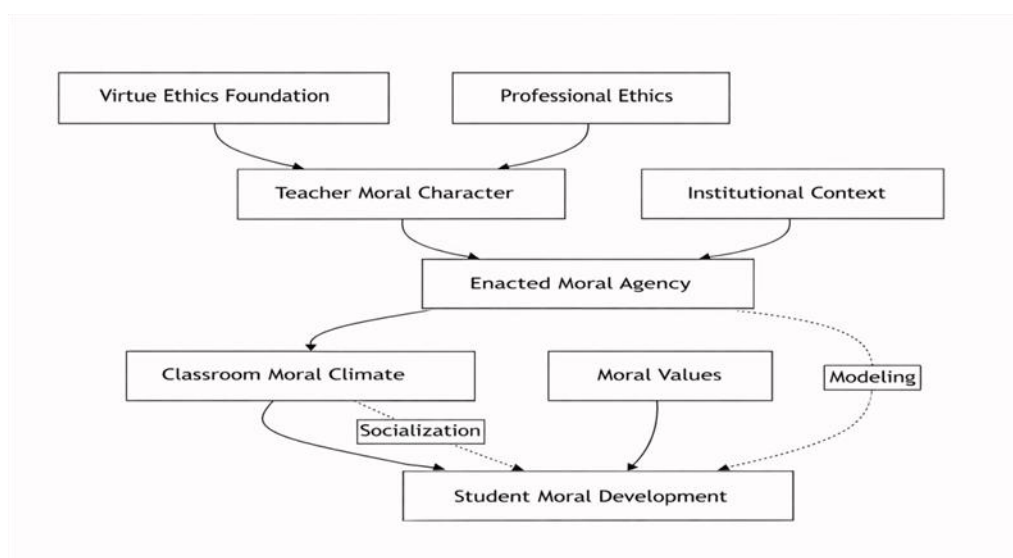 Virtue Ethics Foundation
Professional Ethics
Teacher Moral Character
Institutional Context
Enacted Moral Agency
Classroom Moral Climate
Moral Values
Modeling
Socialization
Student Moral Development